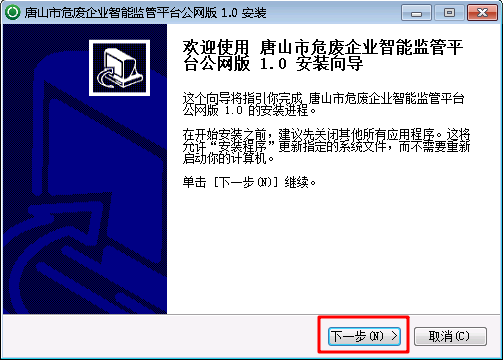 唐山市危废企业智能监管平台公网版 1.0 安装
欢迎使用 唐山市危废企业智能监管平
台公网版 1.0 安装向导
这个向导将指引你完成 唐山市危废企业智能监管平台
公网版 1.0 的安装进程。
在开始安装之前，建议先关闭其他所有应用程序。这将
允许“安装程序”更新指定的系统文件，而不需要重新
启动你的计算机。
单击 [下一步(N)] 继续。
下一步(N) >
取消(C)